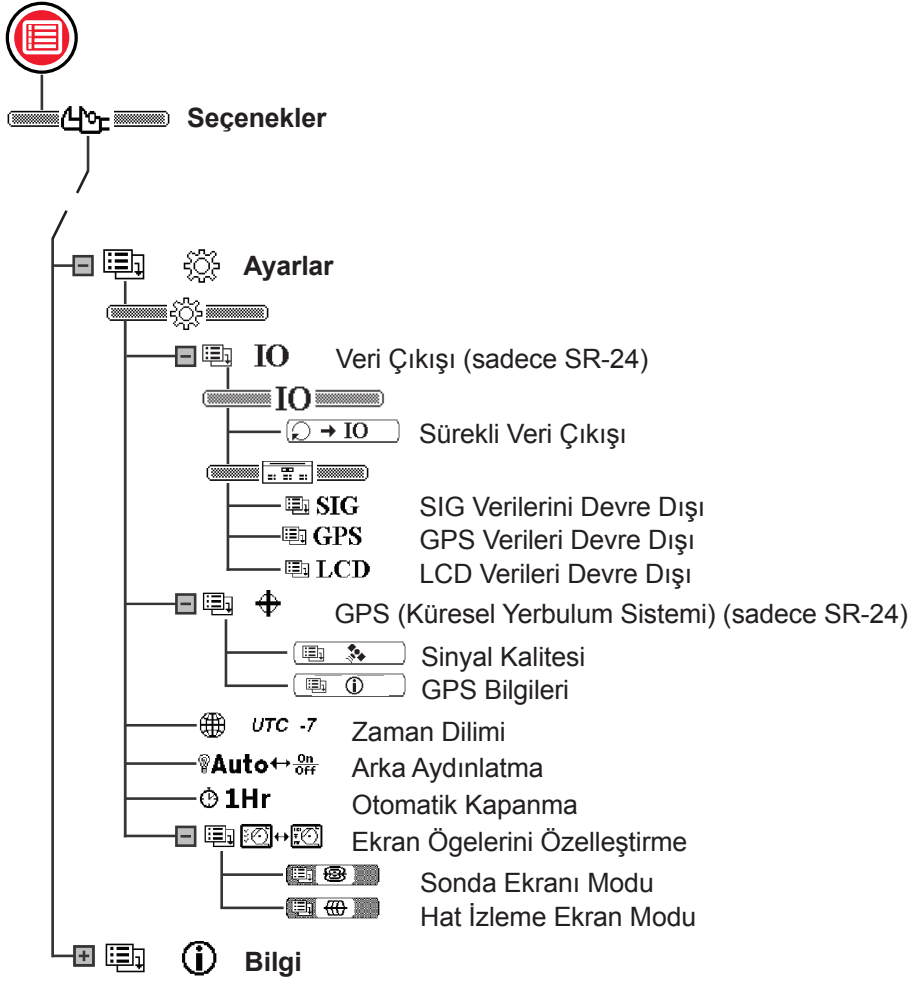 Seçenekler
Ayarlar
IO Veri Çıkışı (sadece SR-24)
IO
IO Sürekli Veri Çıkışı
SIG SIG Verilerini Devre Dışı
GPS GPS Verileri Devre Dışı
LCD LCD Verileri Devre Dışı
GPS (Küresel Yerbulum Sistemi) (sadece SR-24)
Sinyal Kalitesi
GPS Bilgileri
UTC -7 Zaman Dilimi
Auto On Off Arka Aydınlatma
1Hr Otomatik Kapanma
Ekran Ögelerini Özelleştirme
Sonda Ekranı Modu
Hat İzleme Ekran Modu
Bilgi